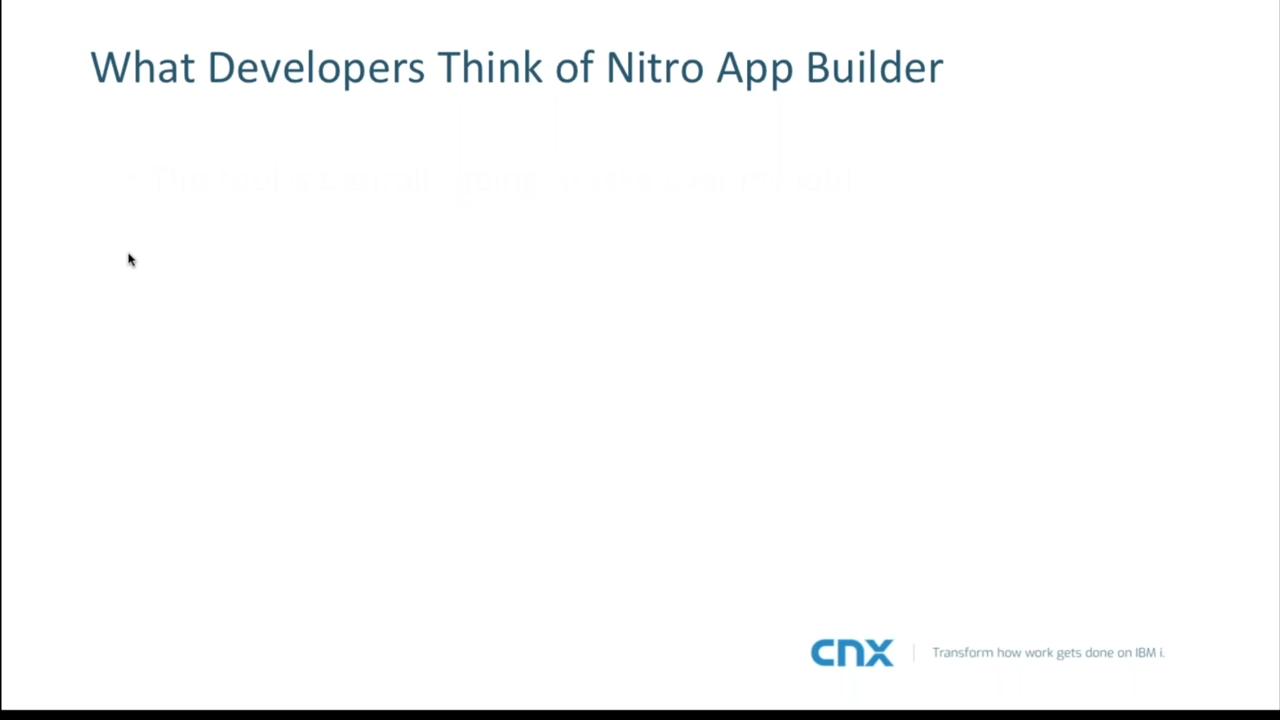 What Developers Think of Nitro App Builder
cnx
Transform how work gets done on IBM i.